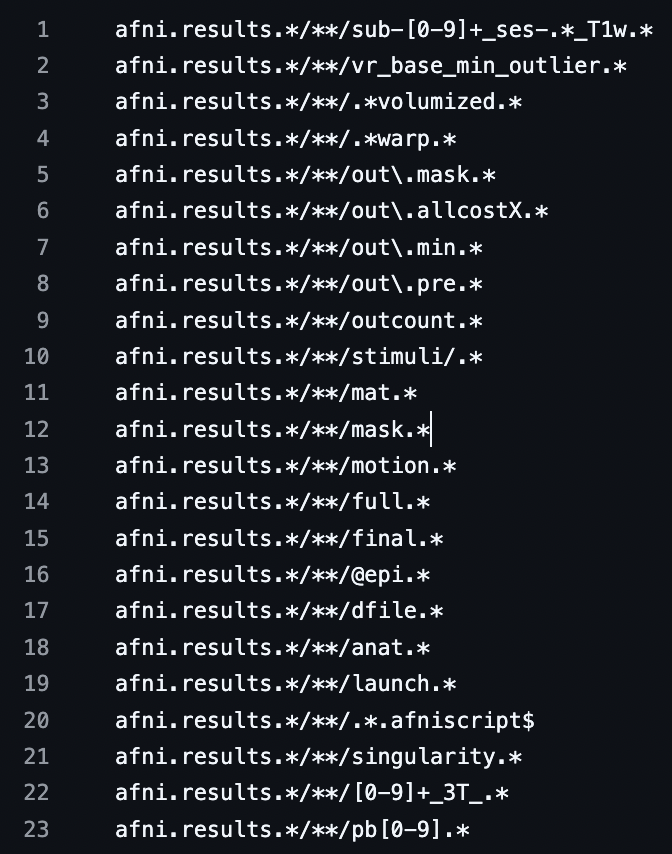 1 afni.results.*/**/sub-[0-9]+_ses-.*_T1w.*
2 afni.results.*/**/vr_base_min_outlier.*
3 afni.results.*/**/.*volumized.*
4 afni.results.*/**/.*warp.*
5 afni.results.*/**/out\.mask.*
6 afni.results.*/**/out\.allcostX.*
7 afni.results.*/**/out\.min.*
8 afni.results.*/**/out\.pre.*
9 afni.results.*/**/outcount.*
10 afni.results.*/**/stimuli/.*
11 afni.results.*/**/mat.*
12 afni.results.*/**/mask.*
13 afni.results.*/**/motion.*
14 afni.results.*/**/full.*
15 afni.results.*/**/final.*
16 afni.results.*/**/@epi.*
17 afni.results.*/**/dfile.*
18 afni.results.*/**/anat.*
19 afni.results.*/**/launch.*
20 afni.results.*/**/.*.afniscript$
21 afni.results.*/**/singularity.*
22 afni.results.*/**/[0-9]+_3T_.*
23 afni.results.*/**/pb[0-9].*